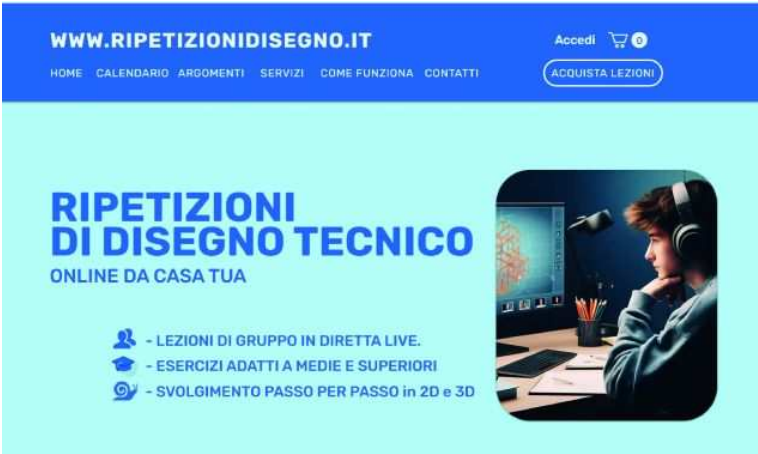 WWW.RIPETIZIONIDISEGNO.IT
Accedi 0
HOME CALENDARIO ARGOMENTI SERVIZI COME FUNZIONA CONTATTI
ACQUISTA LEZIONI
RIPETIZIONI
DI DISEGNO TECNICO
ONLINE DA CASA TUA
- LEZIONI DI GRUPPO IN DIRETTA LIVE.
- ESERCIZI ADATTI A MEDIE E SUPERIORI
- SVOLGIMENTO PASSO PER PASSO in 2D e 3D